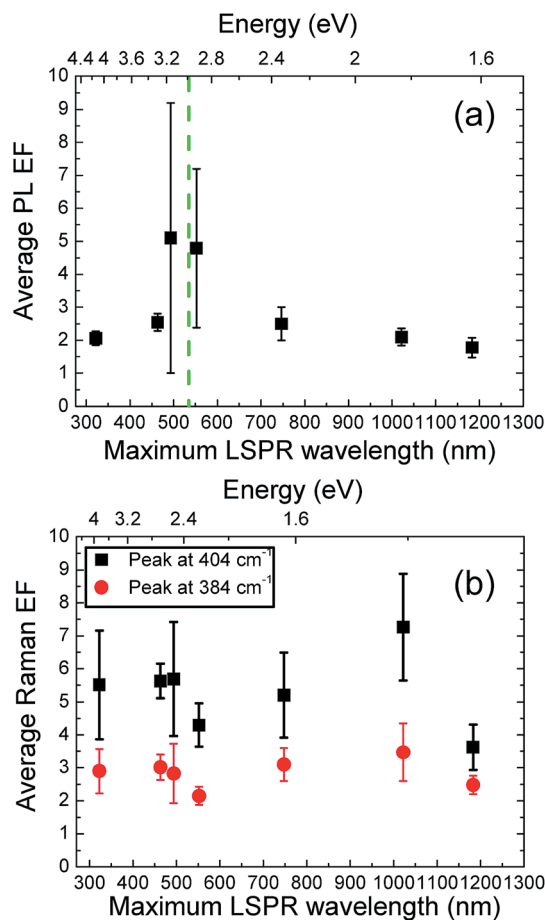 Energy (eV)
4.4 4 3.6 3.2 2.8 2.4 2 1.6
(a)
10
9
8
7
6
5
4
3
2
1
0
Average PL EF
300 400 500 600 700 800 900 1000 1100 1200 1300
Maximum LSPR wavelength (nm)
Energy (eV)
4 3.2 2.4 1.6
Peak at 404 cm⁻¹
Peak at 384 cm⁻¹
(b)
10
9
8
7
6
5
4
3
2
1
0
Average Raman EF
300 400 500 600 700 800 900 1000 1100 1200 1300
Maximum LSPR wavelength (nm)